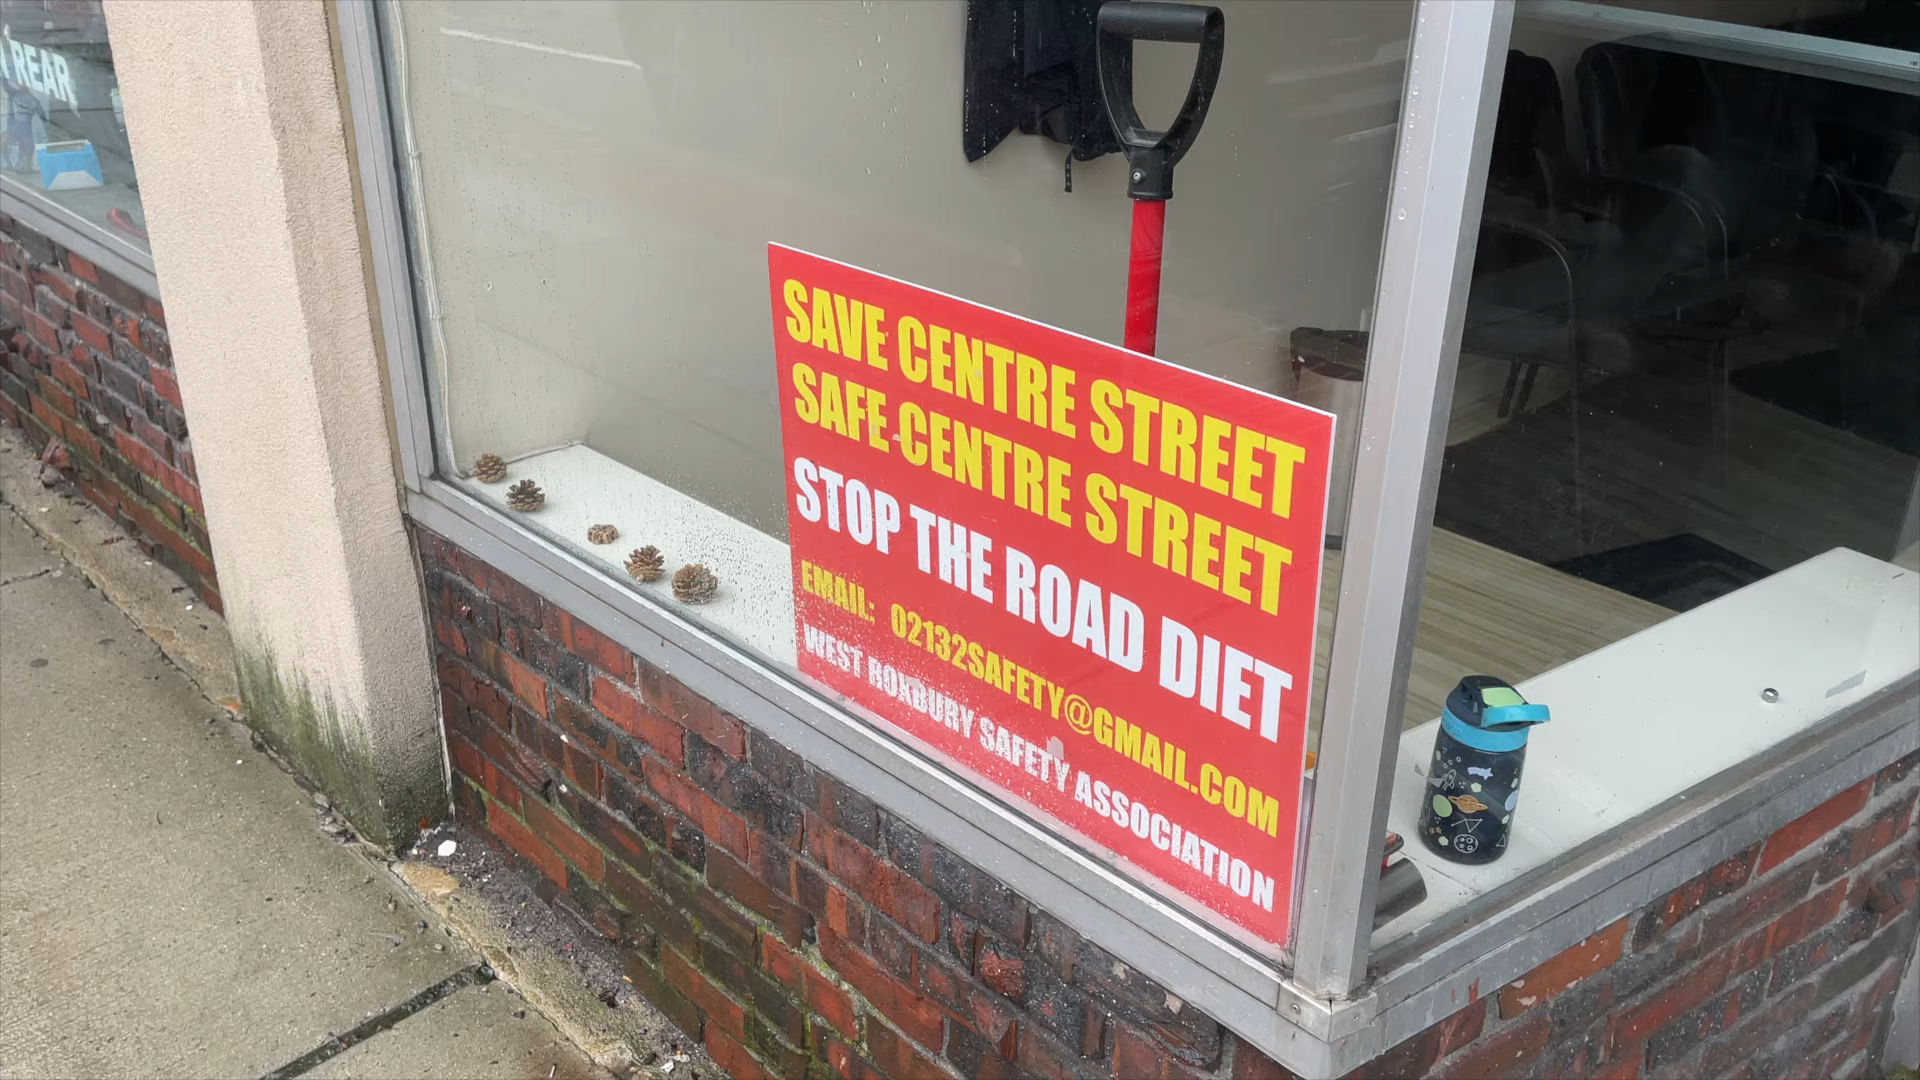 REAR
SAVE CENTRE STREET
SAFE CENTRE STREET
STOP THE ROAD DIET
EMAIL: 02132SAFETY@GMAIL.COM
WEST ROXBURY SAFETY ASSOCIATION